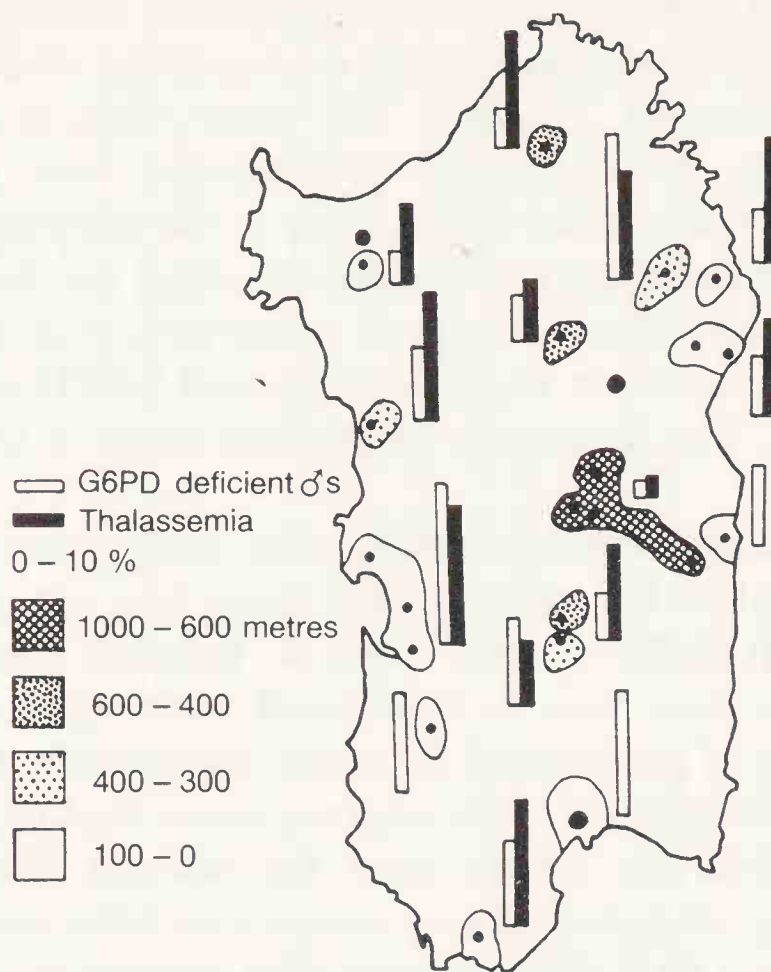 G6PD deficient ♂s
Thalassemia
0 – 10 %
1000 – 600 metres
600 – 400
400 – 300
100 – 0